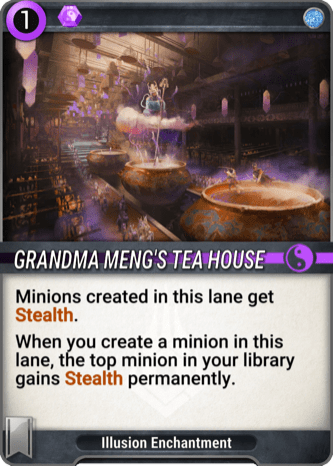 1
GRANDMA MENG'S TEA HOUSE
Minions created in this lane get
Stealth.
When you create a minion in this
lane, the top minion in your library
gains Stealth permanently.
Illusion Enchantment